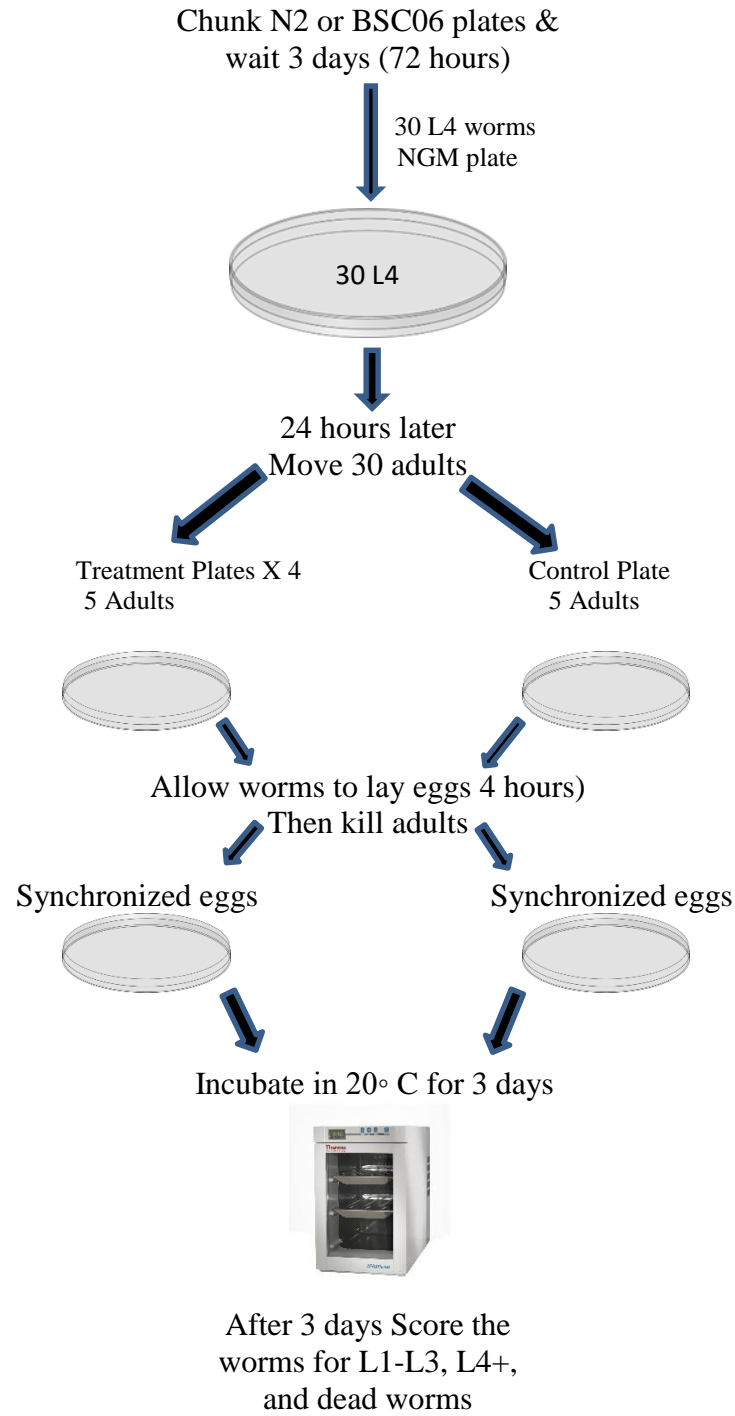 Chunk N2 or BSC06 plates &
wait 3 days (72 hours)
30 L4 worms
NGM plate
30 L4
24 hours later
Move 30 adults
Treatment Plates X 4
5 Adults
Control Plate
5 Adults
Allow worms to lay eggs 4 hours)
Then kill adults
Synchronized eggs
Synchronized eggs
Incubate in 20◦ C for 3 days
Thermo
After 3 days Score the
worms for L1-L3, L4+,
and dead worms